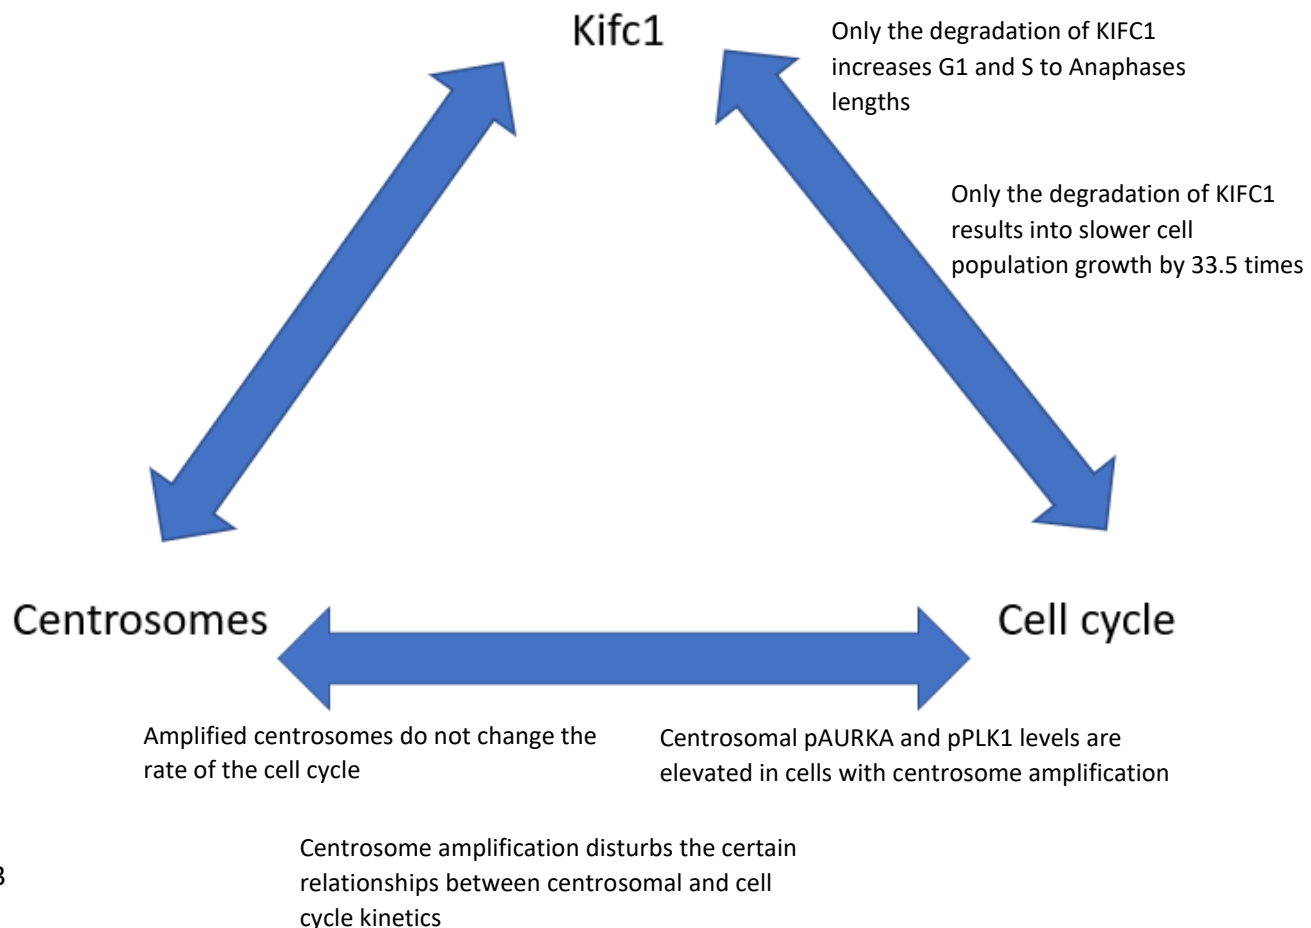 Kifc1
Only the degradation of KIFC1
increases G1 and S to Anaphases
lengths
Only the degradation of KIFC1
results into slower cell
population growth by 33.5 times
Centrosomes
Cell cycle
Amplified centrosomes do not change the
rate of the cell cycle
Centrosomal pAURKA and pPLK1 levels are
elevated in cells with centrosome amplification
Centrosome amplification disturbs the certain
relationships between centrosomal and cell
cycle kinetics